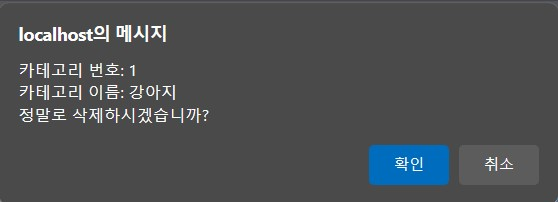 localhost의 메시지
카테고리 번호: 1
카테고리 이름: 강아지
정말로 삭제하시겠습니까?
확인 취소